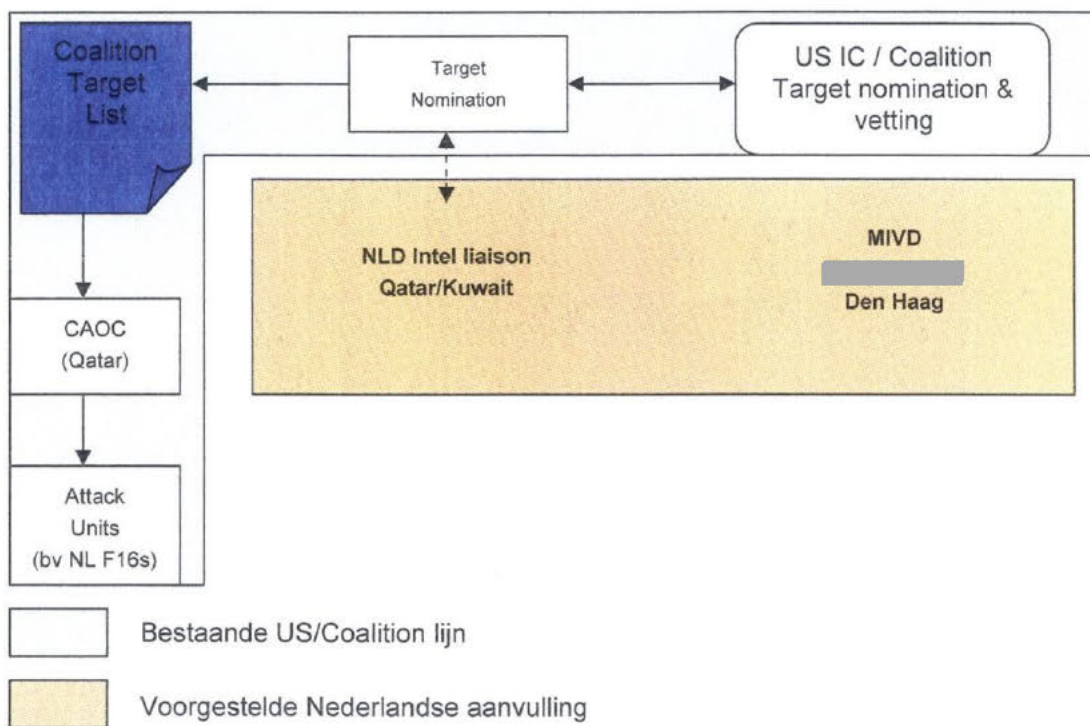 Coalition
Target
List
Target
Nomination
US IC / Coalition
Target nomination &
vetting
NLD Intel liaison
Qatar/Kuwait
MIVD
Den Haag
CAOC
(Qatar)
Attack
Units
(bv NL F16s)
Bestaande US/Coalition lijn
Voorgestelde Nederlandse aanvulling